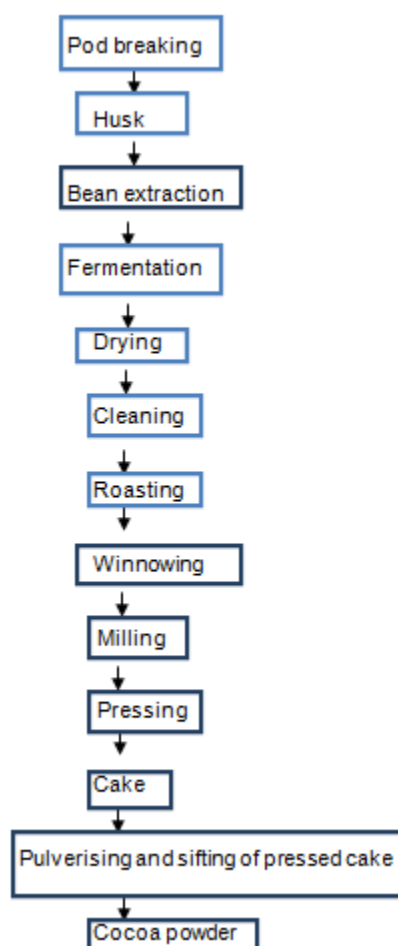 Pod breaking
Husk
Bean extraction
Fermentation
Drying
Cleaning
Roasting
Winnowing
Milling
Pressing
Cake
Pulverising and sifting of pressed cake
Cocoa powder